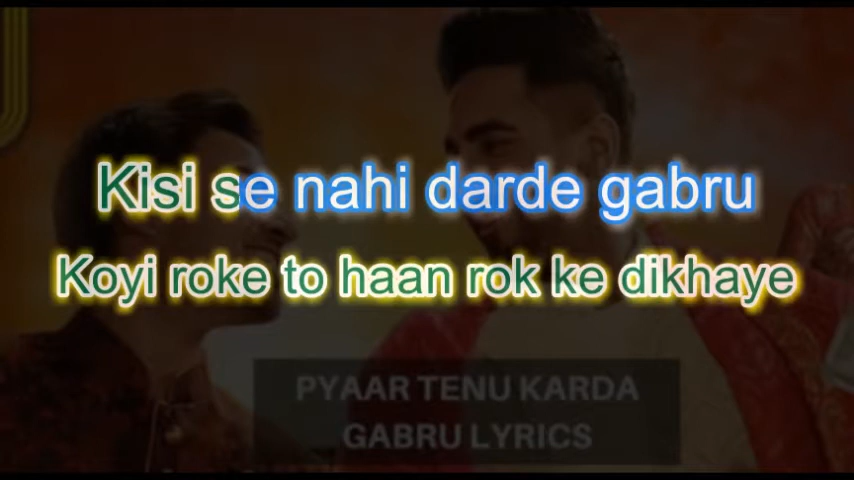 Kisi se nahi darde gabru
Koyi roke to haan rok ke dikhaye
PYAAR TENU KARDA
GABRU LYRICS